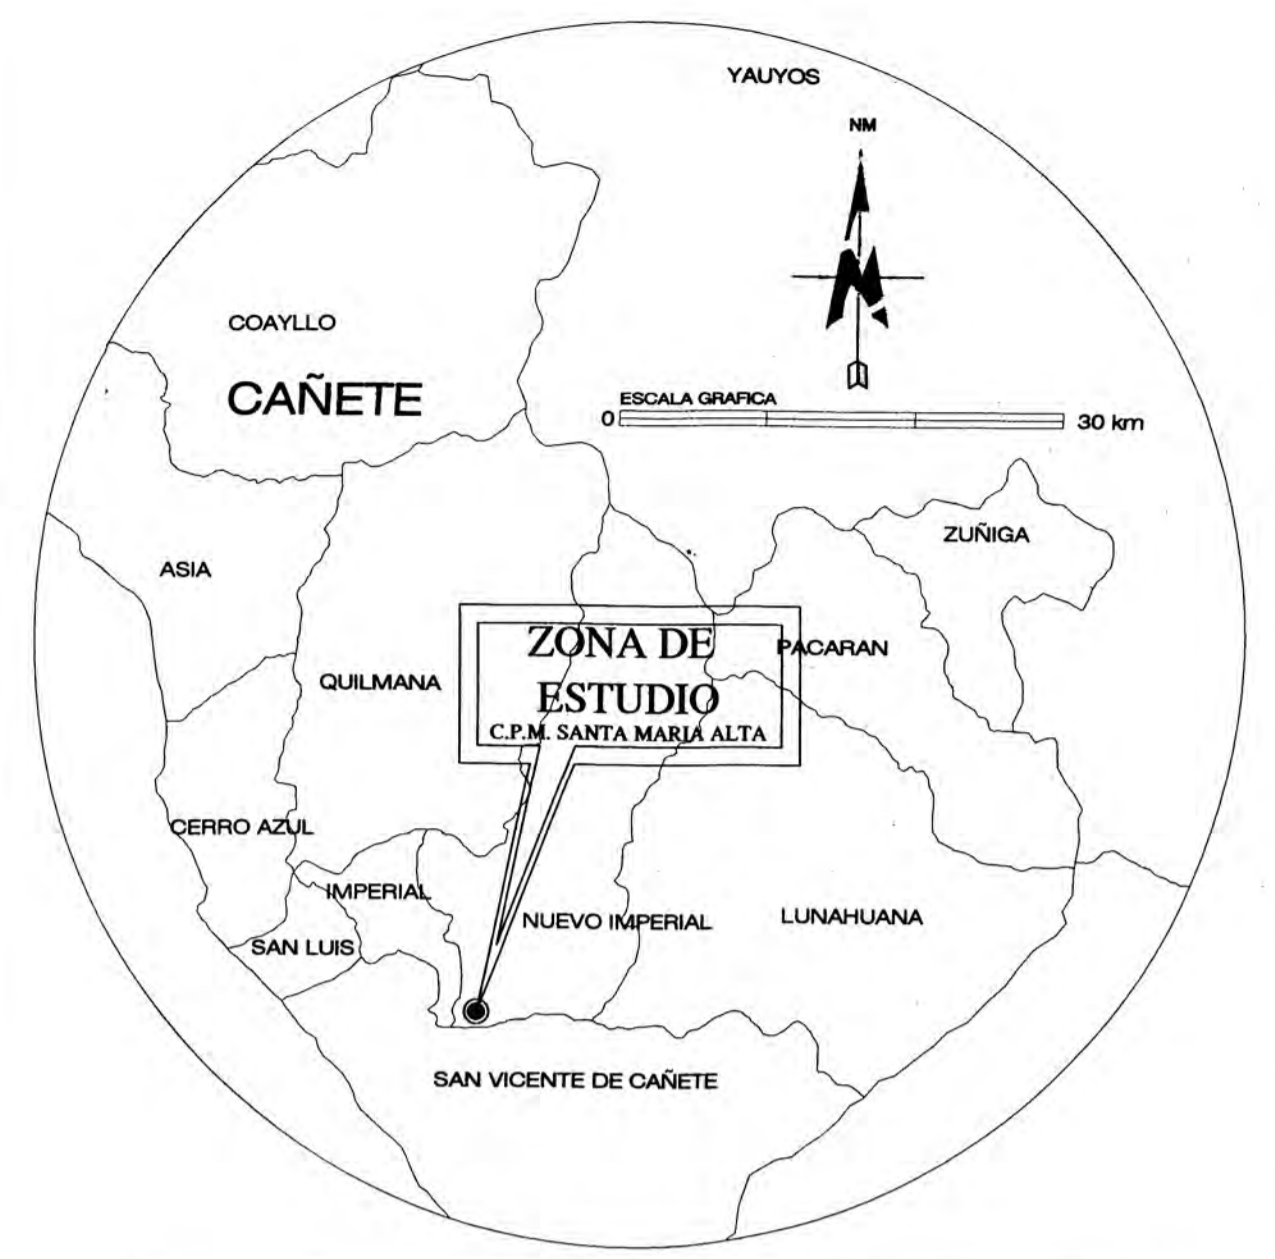 YAUYOS
NM
N
COAYLLO
CAÑETE
ESCALA GRAFICA
0
30 km
ZUÑIGA
ASIA
ZONA DE
ESTUDIO
C.P.M. SANTA MARIA ALTA
PACARAN
QUILMANA
CERRO AZUL
IMPERIAL
NUEVO IMPERIAL
LUNAHUANA
SAN LUIS
SAN VICENTE DE CAÑETE